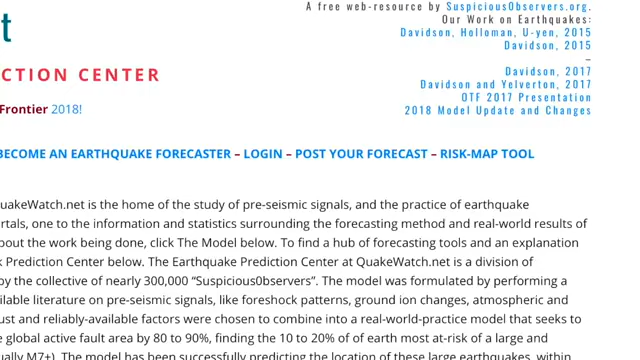 A free web-resource by Suspicious0bservers.org.
t
Our Work on Earthquakes:
Davidson, Holloman, U-yen, 2015
Davidson, 2015
–
CTION CENTER
Davidson, 2017
Davidson and Yelverton, 2017
OTF 2017 Presentation
Frontier 2018!
2018 Model Update and Changes
BECOME AN EARTHQUAKE FORECASTER – LOGIN – POST YOUR FORECAST – RISK-MAP TOOL
QuakeWatch.net is the home of the study of pre-seismic signals, and the practice of earthquake
rtals, one to the information and statistics surrounding the forecasting method and real-world results of
bout the work being done, click The Model below. To find a hub of forecasting tools and an explanation
k Prediction Center below. The Earthquake Prediction Center at QuakeWatch.net is a division of
by the collective of nearly 300,000 “Suspicious0bservers”. The model was formulated by performing a
ilable literature on pre-seismic signals, like foreshock patterns, ground ion changes, atmospheric and
ust and reliably-available factors were chosen to combine into a real-world-practice model that seeks to
e global active fault area by 80 to 90%, finding the 10 to 20% of of earth most at-risk of a large and
ually M7+). The model has been successfully predicting the location of these large earthquakes, within